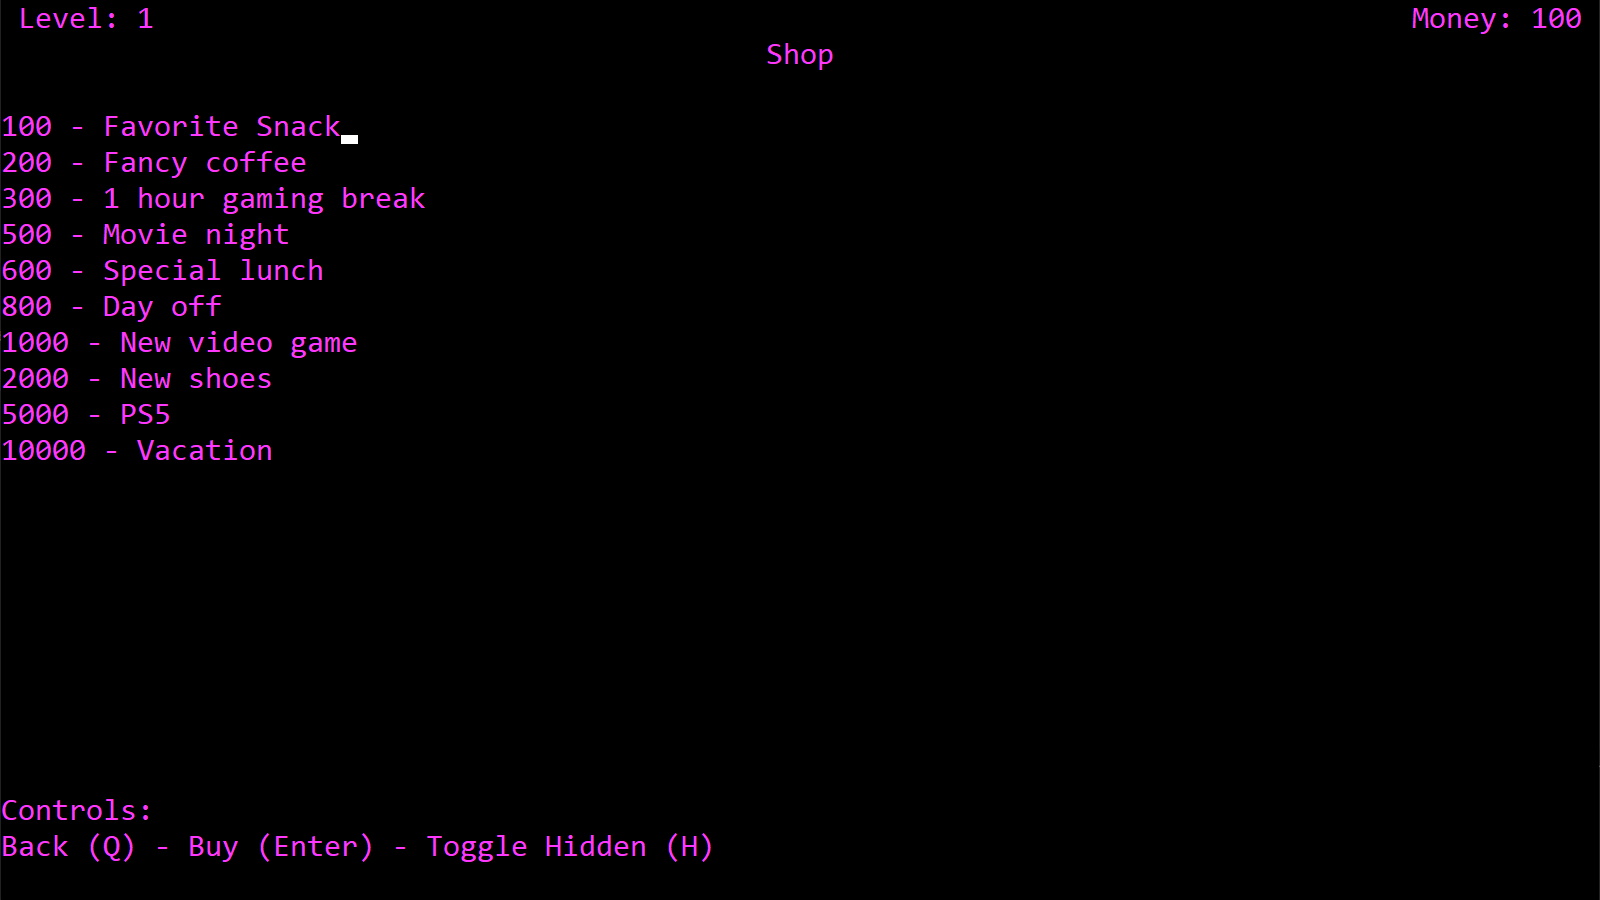 Level: 1 Money: 100
Shop
100 - Favorite Snack
200 - Fancy coffee
300 - 1 hour gaming break
500 - Movie night
600 - Special lunch
800 - Day off
1000 - New video game
2000 - New shoes
5000 - PS5
10000 - Vacation
Controls:
Back (Q) - Buy (Enter) - Toggle Hidden (H)